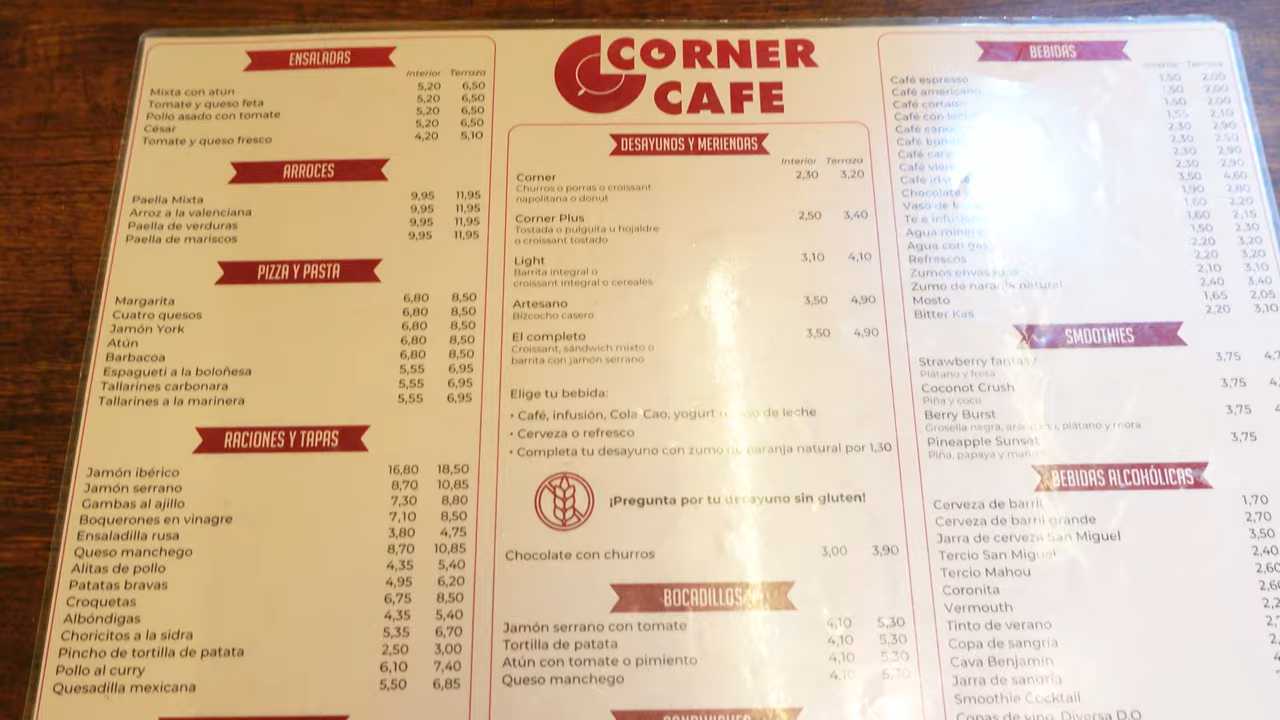 ENSALADAS
Interior Terraza
Mixta con atun 5,20 6,50
Tomate y queso feta 5,20 6,50
Pollo asado con tomate 5,20 6,50
César 5,20 6,50
Tomate y queso fresco 4,20 5,10
ARROCES
Paella Mixta 9,95 11,95
Arroz a la valenciana 9,95 11,95
Paella de verduras 9,95 11,95
Paella de mariscos 9,95 11,95
PIZZA Y PASTA
Margarita 6,80 8,50
Cuatro quesos 6,80 8,50
Jamón York 6,80 8,50
Atún 6,80 8,50
Barbacoa 6,80 8,50
Espagueti a la boloñesa 5,55 6,95
Tallarines carbonara 5,55 6,95
Tallarines a la marinera 5,55 6,95
RACIONES Y TAPAS
Jamón ibérico 16,80 18,50
Jamón serrano 8,70 10,85
Gambas al ajillo 7,30 8,80
Boquerones en vinagre 7,10 8,50
Ensaladilla rusa 3,80 4,75
Queso manchego 8,70 10,85
Alitas de pollo 4,35 5,40
Patatas bravas 4,95 6,20
Croquetas 6,75 8,50
Albóndigas 4,35 5,40
Choricitos a la sidra 5,35 6,70
Pincho de tortilla de patata 2,50 3,00
Pollo al curry 6,10 7,40
Quesadilla mexicana 5,50 6,85
CORNER
CAFE
DESAYUNOS Y MERIENDAS
Interior Terraza
Corner 2,30 3,20
Churros o porras o croissant
napolitana o donut
Corner Plus 2,50 3,40
Tostada o pulguita u hojaldre
o croissant tostado
Light 3,10 4,10
Barrita integral o
croissant integral o cereales
Artesano 3,50 4,90
Bizcocho casero
El completo 3,50 4,90
Croissant, sándwich mixto o
barrita con jamón serrano
Elige tu bebida:
• Café, infusión, Cola Cao, yogurt o vaso de leche
• Cerveza o refresco
• Completa tu desayuno con zumo de naranja natural por 1,30
¡Pregunta por tu desayuno sin gluten!
Chocolate con churros 3,00 3,90
BOCADILLOS
Jamón serrano con tomate 4,10 5,30
Tortilla de patata 4,10 5,30
Atún con tomate o pimiento 4,10 5,30
Queso manchego 4,10
SANDWICHES
BEBIDAS
Interior Terraza
Café espresso 1,50 2,00
Café americano 1,50 2,00
Café cortado 1,50 2,00
Café con leche 1,55 2,10
Café 2,30 2,90
Café 2,30 2,90
Café 2,30 2,90
Café 2,30 2,90
Café 3,50 4,60
Chocolate 1,90 2,80
Vaso de 1,60 2,20
Té e infusión 1,60 2,15
Agua mineral 1,50 2,30
Agua con gas 2,20 3,20
Refrescos 2,20 3,20
Zumos 2,10 3,10
Zumo de naranja natural 2,40 3,40
Mosto 1,65 2,05
Bitter Kas 2,20 3,10
SMOOTHIES
Strawberry fantasy 3,75
Plátano y fresa
Coconot Crush 3,75
Piña y coco
Berry Burst 3,75
Grosella negra, plátano y mora
Pineapple Sunset 3,75
Piña, papaya y mango
BEBIDAS ALCOHÓLICAS
Cerveza de barril 1,70
Cerveza de barril grande 2,70
Jarra de cerveza San Miguel 3,50
Tercio San Miguel 2,40
Tercio Mahou
Coronita
Vermouth
Tinto de verano
Copa de sangría
Cava Benjamin
Jarra de sangría
Smoothie Cocktail
Copas de vino. Diversa D.O